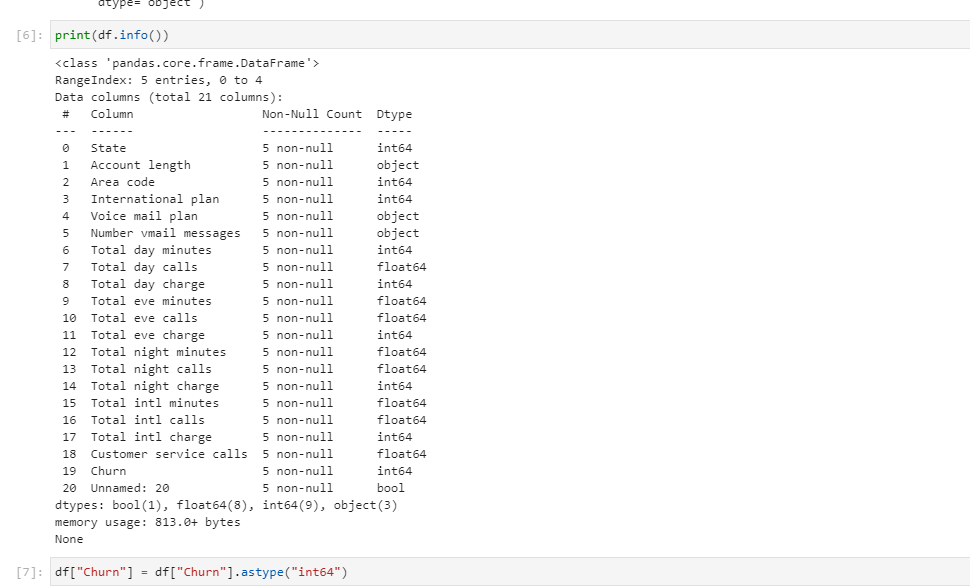 dtype='object')
[6]: print(df.info())
<class 'pandas.core.frame.DataFrame'>
RangeIndex: 5 entries, 0 to 4
Data columns (total 21 columns):
 #   Column                  Non-Null Count  Dtype
---  ------                  --------------  -----
 0   State                   5 non-null      int64
 1   Account length          5 non-null      object
 2   Area code               5 non-null      int64
 3   International plan      5 non-null      int64
 4   Voice mail plan         5 non-null      object
 5   Number vmail messages   5 non-null      object
 6   Total day minutes       5 non-null      int64
 7   Total day calls         5 non-null      float64
 8   Total day charge        5 non-null      int64
 9   Total eve minutes       5 non-null      float64
 10  Total eve calls         5 non-null      float64
 11  Total eve charge        5 non-null      int64
 12  Total night minutes     5 non-null      float64
 13  Total night calls       5 non-null      float64
 14  Total night charge      5 non-null      int64
 15  Total intl minutes      5 non-null      float64
 16  Total intl calls        5 non-null      float64
 17  Total intl charge       5 non-null      int64
 18  Customer service calls  5 non-null      float64
 19  Churn                   5 non-null      int64
 20  Unnamed: 20             5 non-null      bool
dtypes: bool(1), float64(8), int64(9), object(3)
memory usage: 813.0+ bytes
None
[7]: df["Churn"] = df["Churn"].astype("int64")